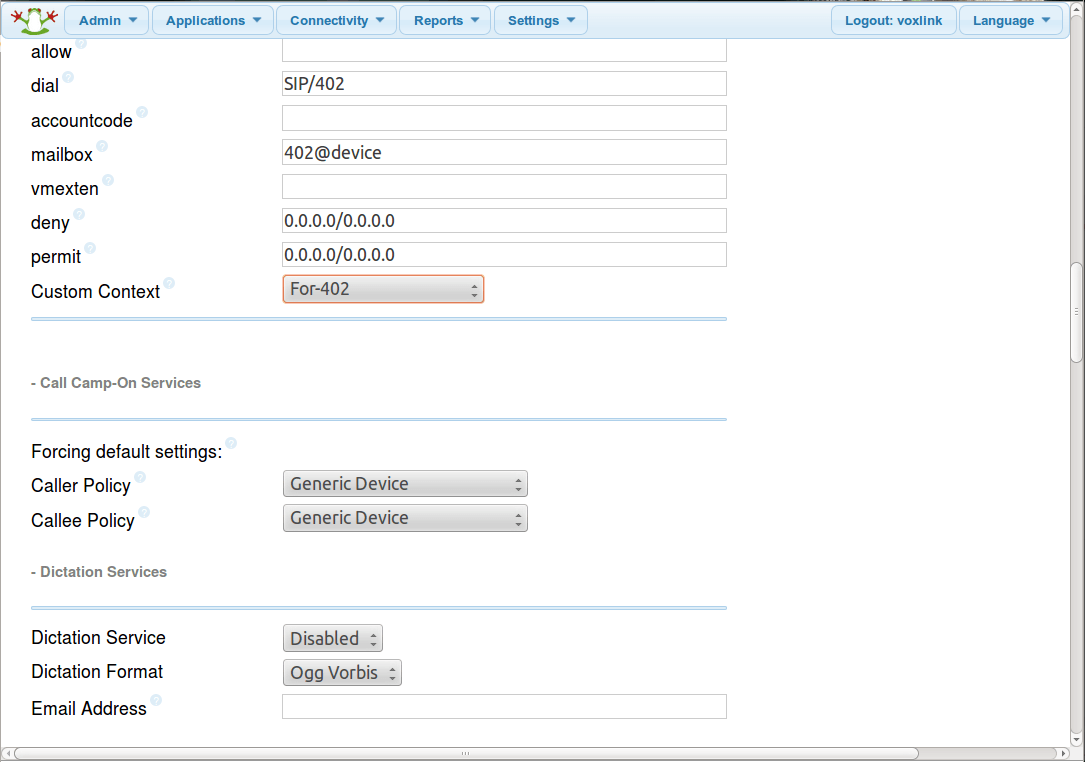 Admin Applications Connectivity Reports Settings Logout: voxlink Language
allow ?
dial ? SIP/402
accountcode ?
mailbox ? 402@device
vmexten ?
deny ? 0.0.0.0/0.0.0.0
permit ? 0.0.0.0/0.0.0.0
Custom Context ? For-402
- Call Camp-On Services
Forcing default settings: ?
Caller Policy ? Generic Device
Callee Policy ? Generic Device
- Dictation Services
Dictation Service Disabled
Dictation Format Ogg Vorbis
Email Address ?